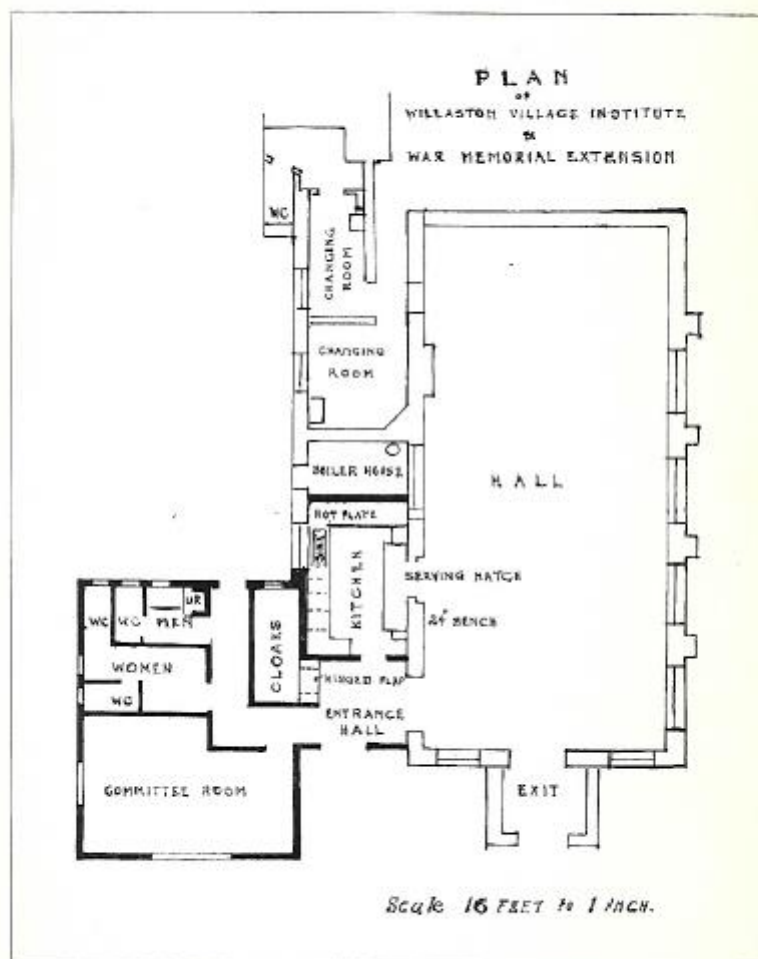 PLAN
of
WILLASTON VILLAGE INSTITUTE
&
WAR MEMORIAL EXTENSION
WC
CHANGING
ROOM
CHANGING
ROOM
BOILER HOUSE
HALL
HOT PLATE
SINK
KITCHEN
SERVING HATCH
24" BENCH
WC
WC
MEN
UR
CLOAKS
WOMEN
WC
HINGED FLAP
ENTRANCE
HALL
COMMITTEE ROOM
EXIT
Scale 16 FEET to 1 INCH.